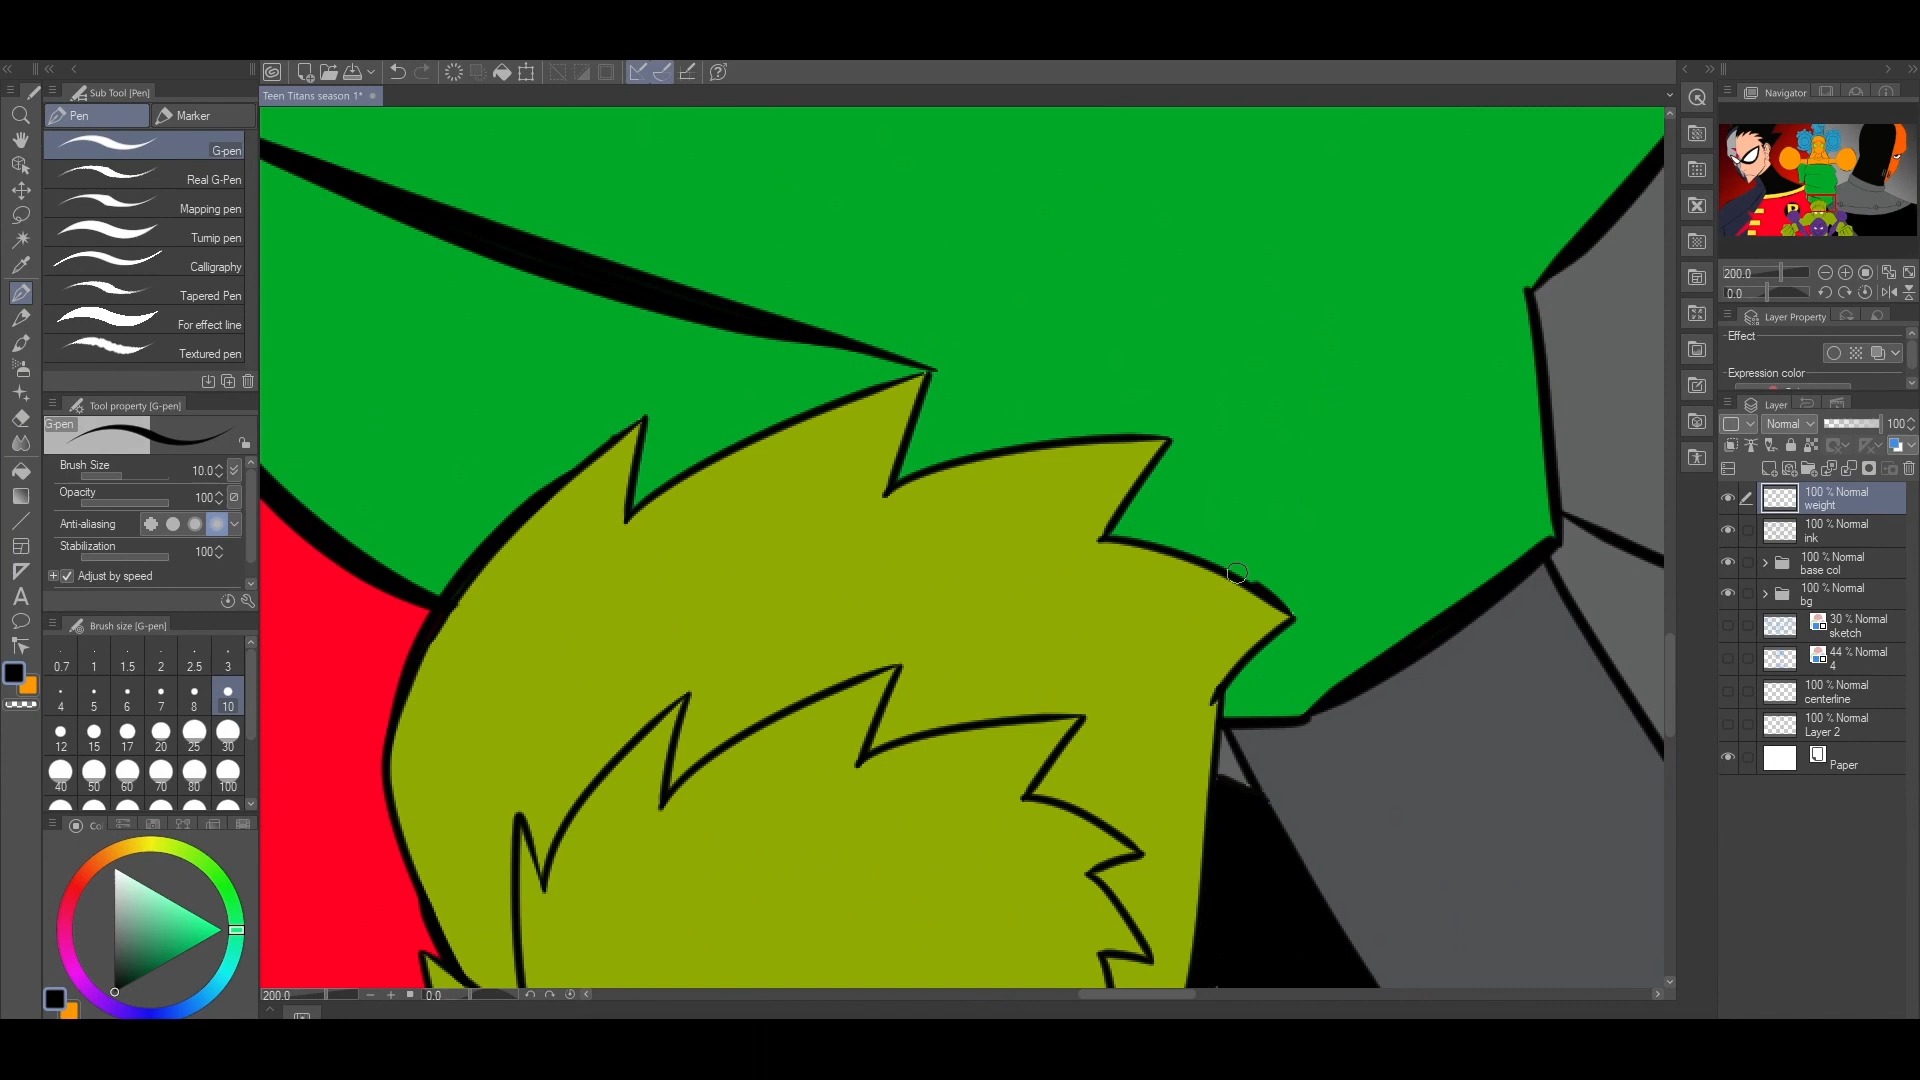 Sub Tool [Pen]
Pen
Marker
G-pen
Real G-Pen
Mapping pen
Turnip pen
Calligraphy
Tapered Pen
For effect line
Textured pen
Tool property [G-pen]
G-pen
Brush Size 10.0
Opacity 100
Anti-aliasing
Stabilization 100
Adjust by speed
Brush size [G-pen]
0.7 1 1.5 2 2.5 3
4 5 6 7 8 10
12 15 17 20 25 30
40 50 60 70 80 100
Co
Teen Titans season 1*
200.0 0.0
Navigator
200.0
0.0
Layer Property
Effect
Expression color
Layer
Normal 100
100 % Normal
weight
100 % Normal
ink
100 % Normal
base col
100 % Normal
bg
30 % Normal
sketch
44 % Normal
4
100 % Normal
centerline
100 % Normal
Layer 2
Paper